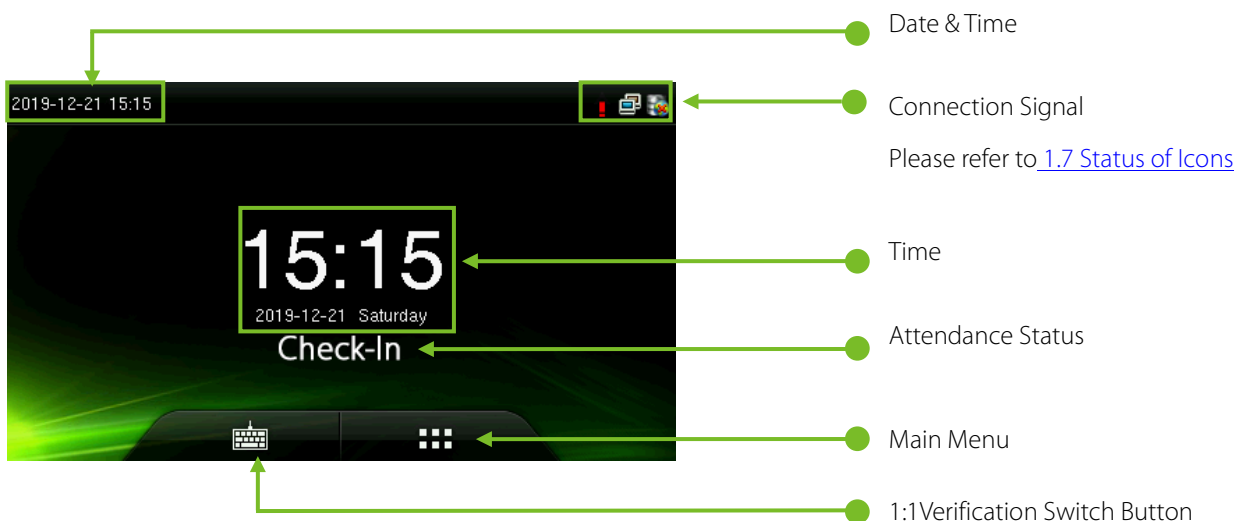 Date & Time
2019-12-21 15:15
Connection Signal
Please refer to 1.7 Status of Icons
15:15
Time
2019-12-21 Saturday
Check-In
Attendance Status
Main Menu
1:1Verification Switch Button